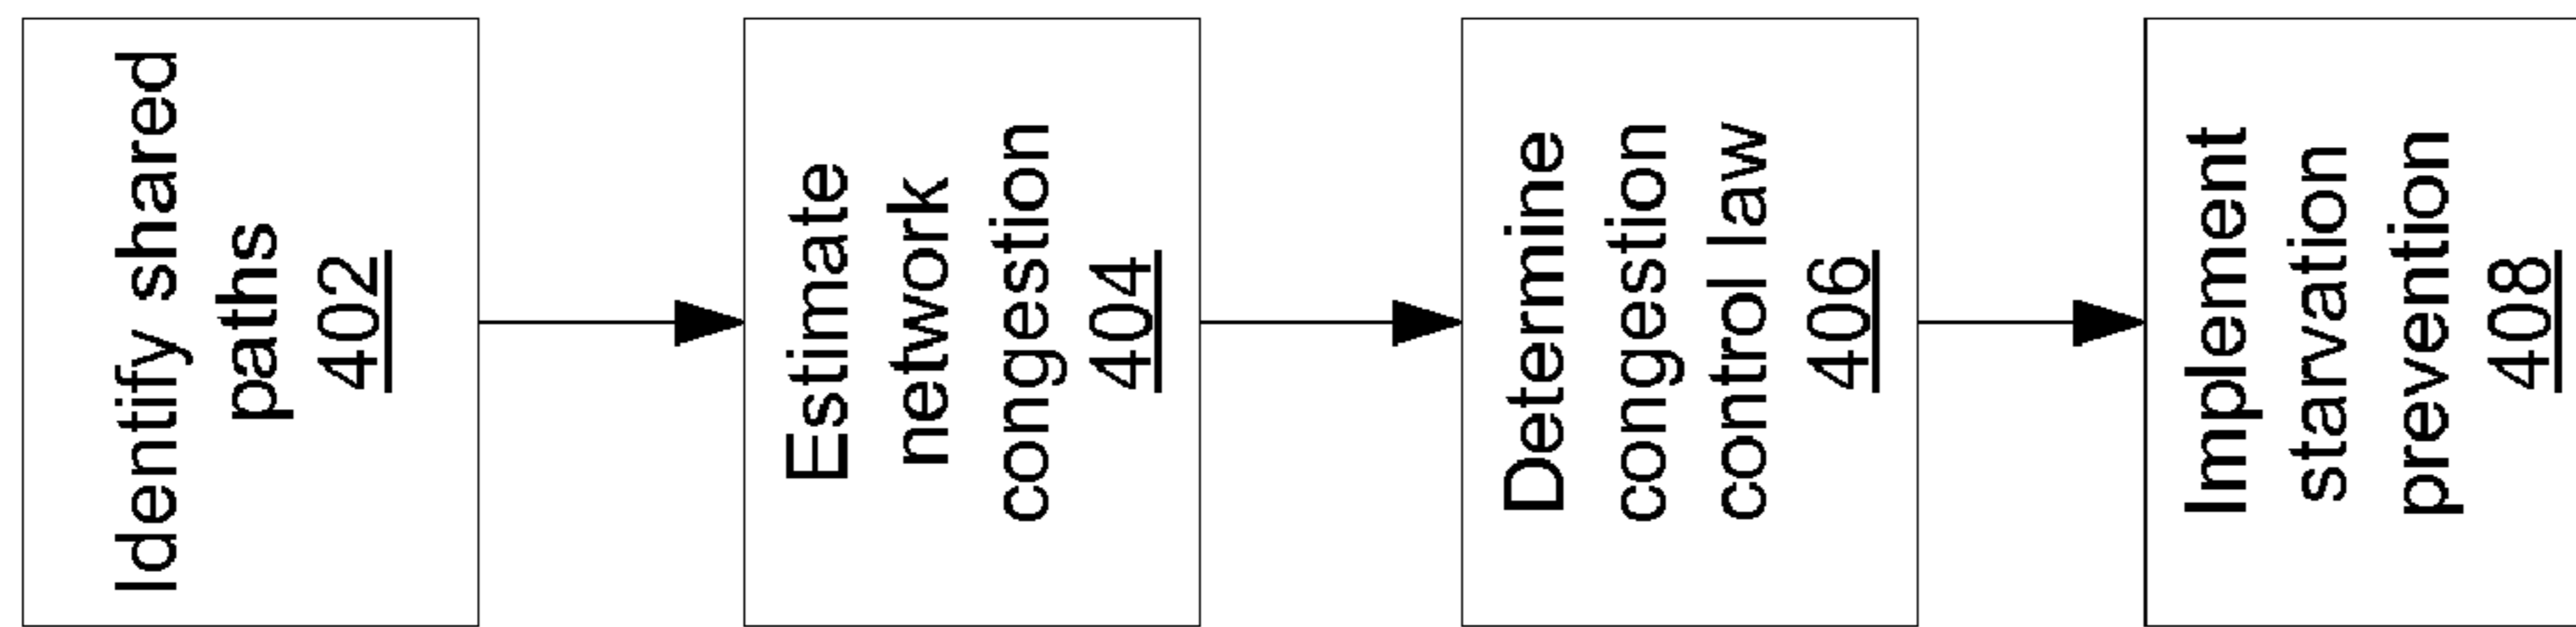 Identify shared
paths
402
Estimate
network
congestion
404
Determine
congestion
control law
406
Implement
starvation
prevention
408